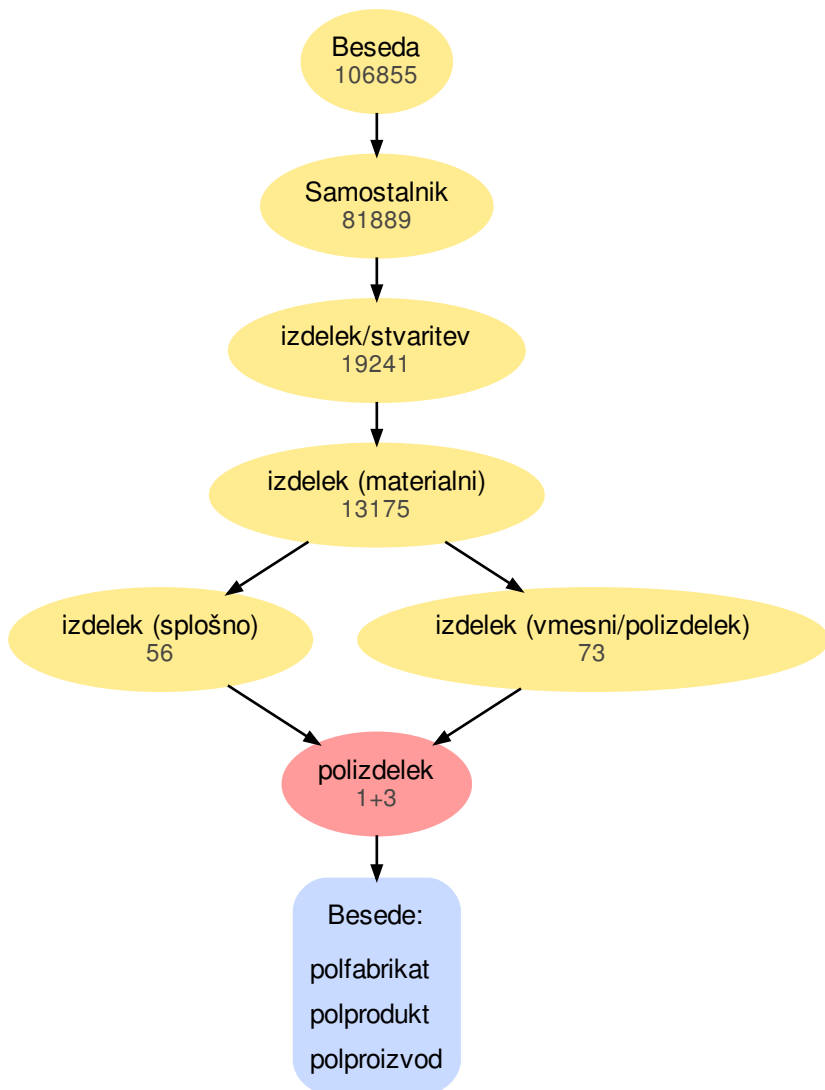 Beseda
106855
Samostalnik
81889
izdelek/stvaritev
19241
izdelek (materialni)
13175
izdelek (splošno)
56
izdelek (vmesni/polizdelek)
73
polizdelek
1+3
Besede:
polfabrikat
polprodukt
polproizvod